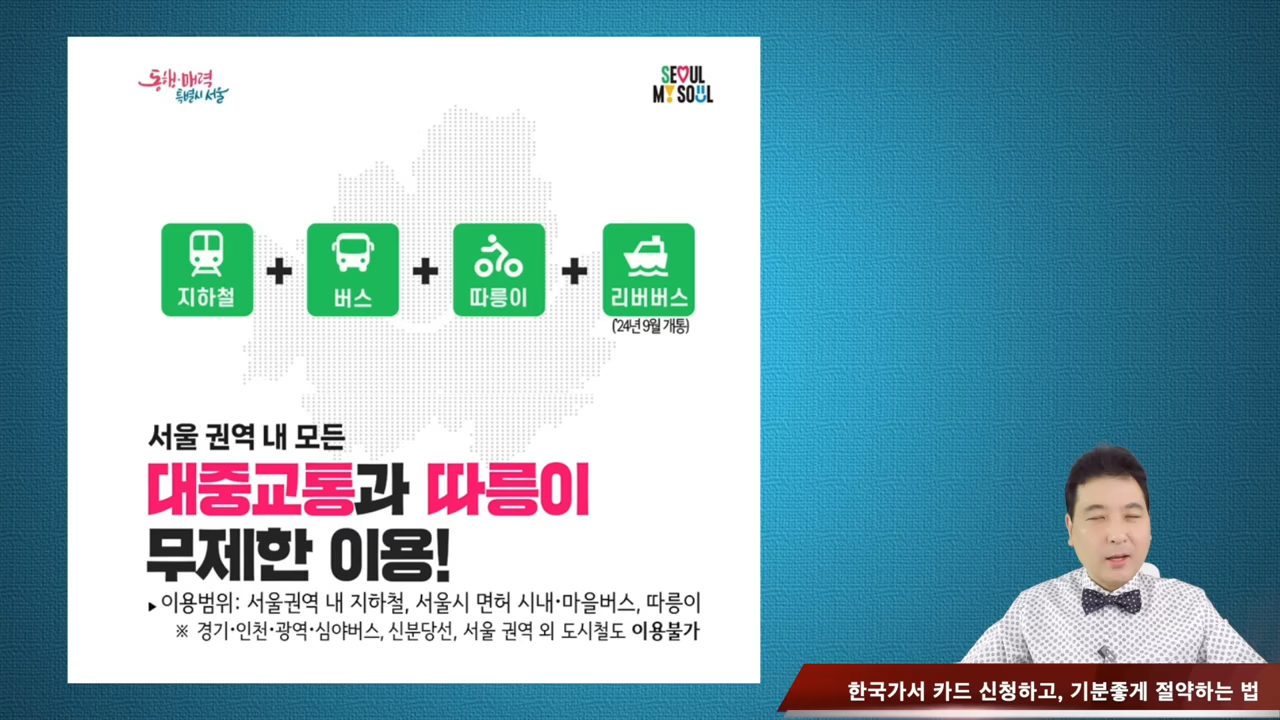 동행·매력
특별시 서울
SEOUL
MY SOUL
지하철 + 버스 + 따릉이 + 리버버스
('24년 9월 개통)
서울 권역 내 모든
대중교통과 따릉이
무제한 이용!
▶이용범위: 서울권역 내 지하철, 서울시 면허 시내·마을버스, 따릉이
※ 경기·인천·광역·심야버스, 신분당선, 서울 권역 외 도시철도 이용불가
한국가서 카드 신청하고, 기분좋게 절약하는 법